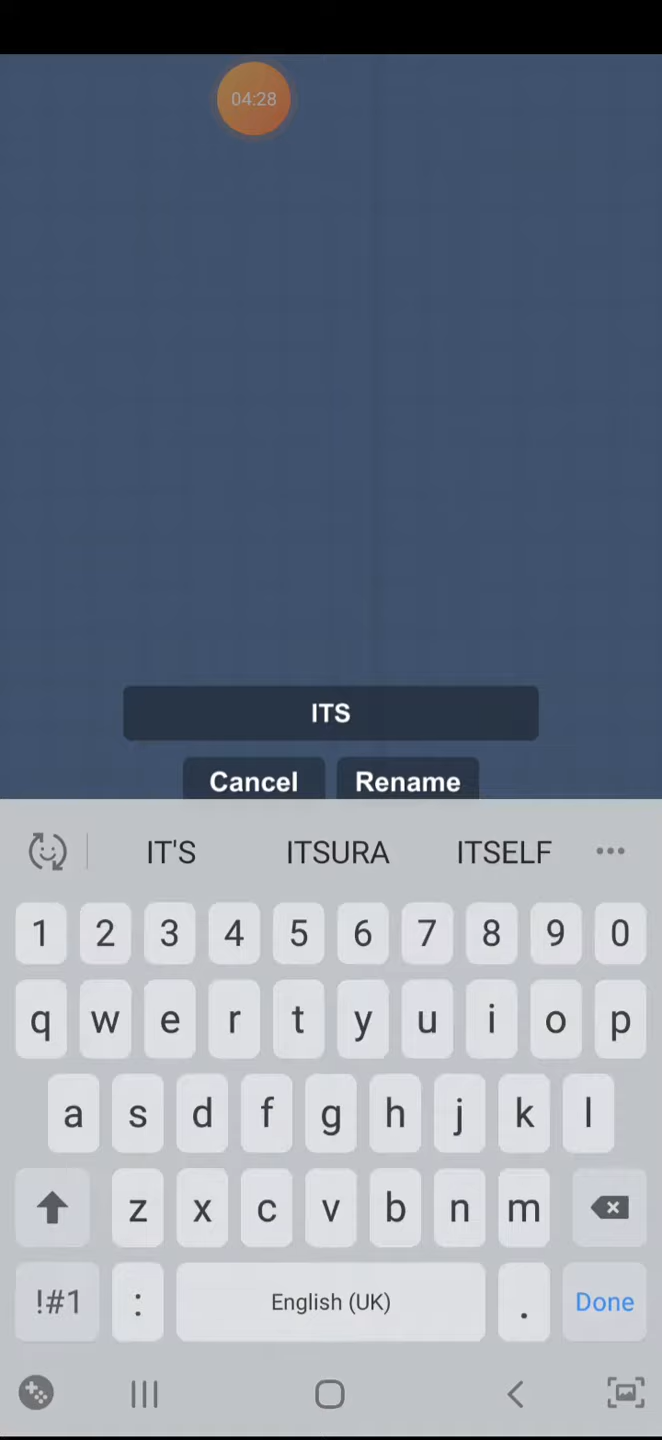 04:28
ITS
Cancel Rename
IT'S ITSURA ITSELF •••
1 2 3 4 5 6 7 8 9 0
q w e r t y u i o p
a s d f g h j k l
z x c v b n m
!#1 : English (UK) . Done